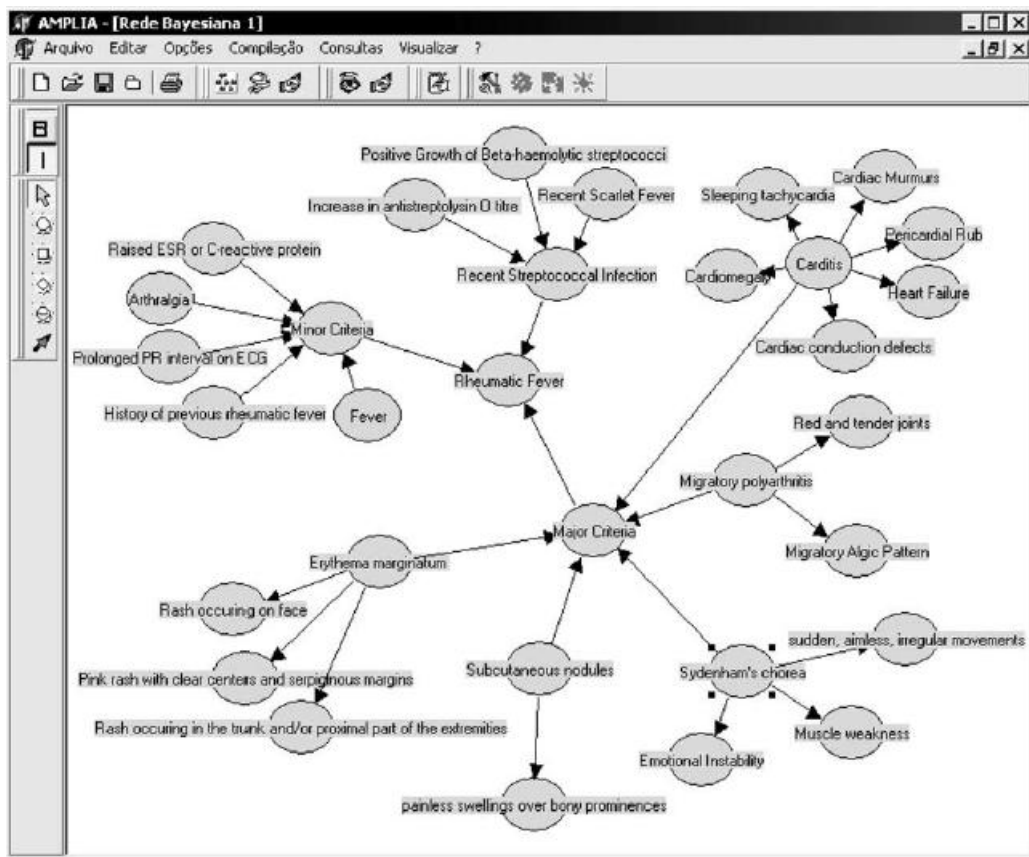 AMPLIA - [Rede Bayesiana 1]
Arquivo Editar Opções Compilação Consultas Visualizar ?
Positive Growth of Beta-haemolytic streptococci
Cardiac Murmurs
Sleeping tachycardia
Recent Scarlet Fever
Increase in antistreptolysin O titre
Pericardial Rub
Raised ESR or C-reactive protein
Carditis
Recent Streptococcal Infection
Cardiomegaly
Heart Failure
Arthralgia
Minor Criteria
Cardiac conduction defects
Prolonged PR interval on ECG
Rheumatic Fever
History of previous rheumatic fever
Fever
Red and tender joints
Migratory polyarthritis
Major Criteria
Migratory Algic Pattern
Erythema marginatum
Rash occuring on face
sudden, aimless, irregular movements
Subcutaneous nodules
Sydenham's chorea
Pink rash with clear centers and serpiginous margins
Rash occuring in the trunk and/or proximal part of the extremities
Muscle weakness
Emotional Instability
painless swellings over bony prominences